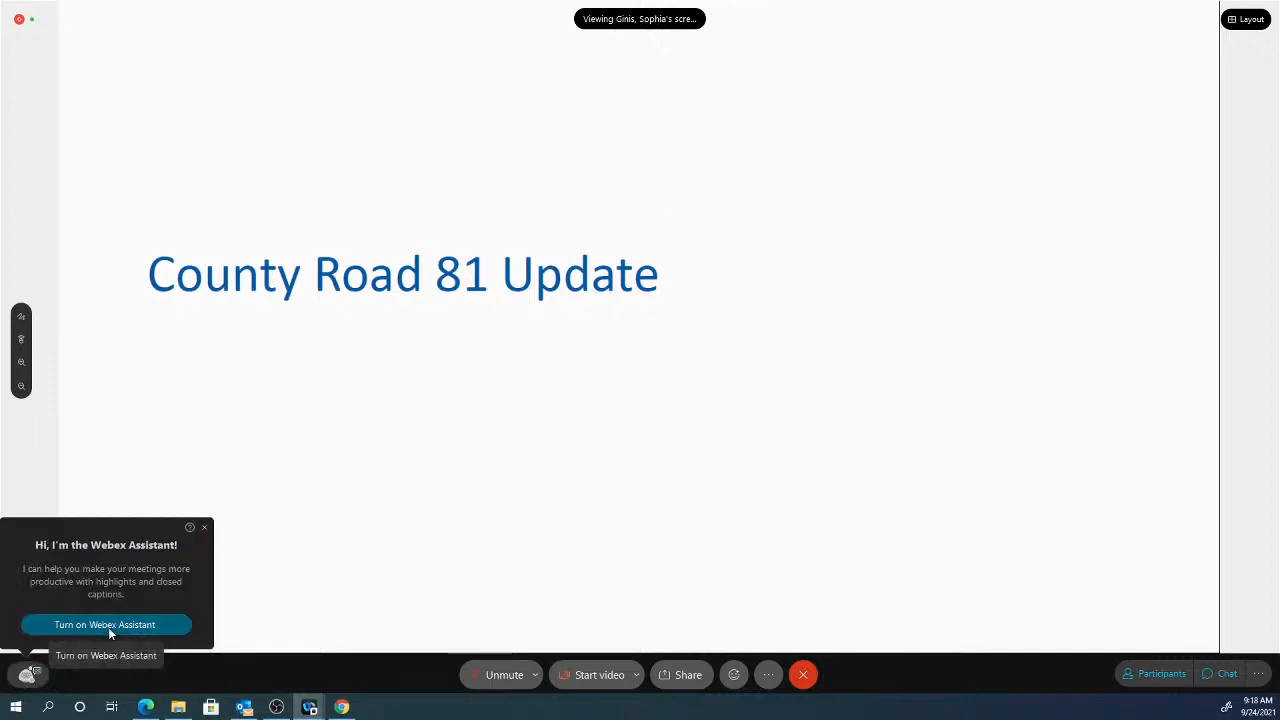 Viewing Ginis, Sophia's scre...
Layout
County Road 81 Update
Hi, I'm the Webex Assistant!
I can help you make your meetings more
productive with highlights and closed
captions.
Turn on Webex Assistant
Turn on Webex Assistant
Unmute
Start video
Share
Participants
Chat
9:18 AM
9/24/2021